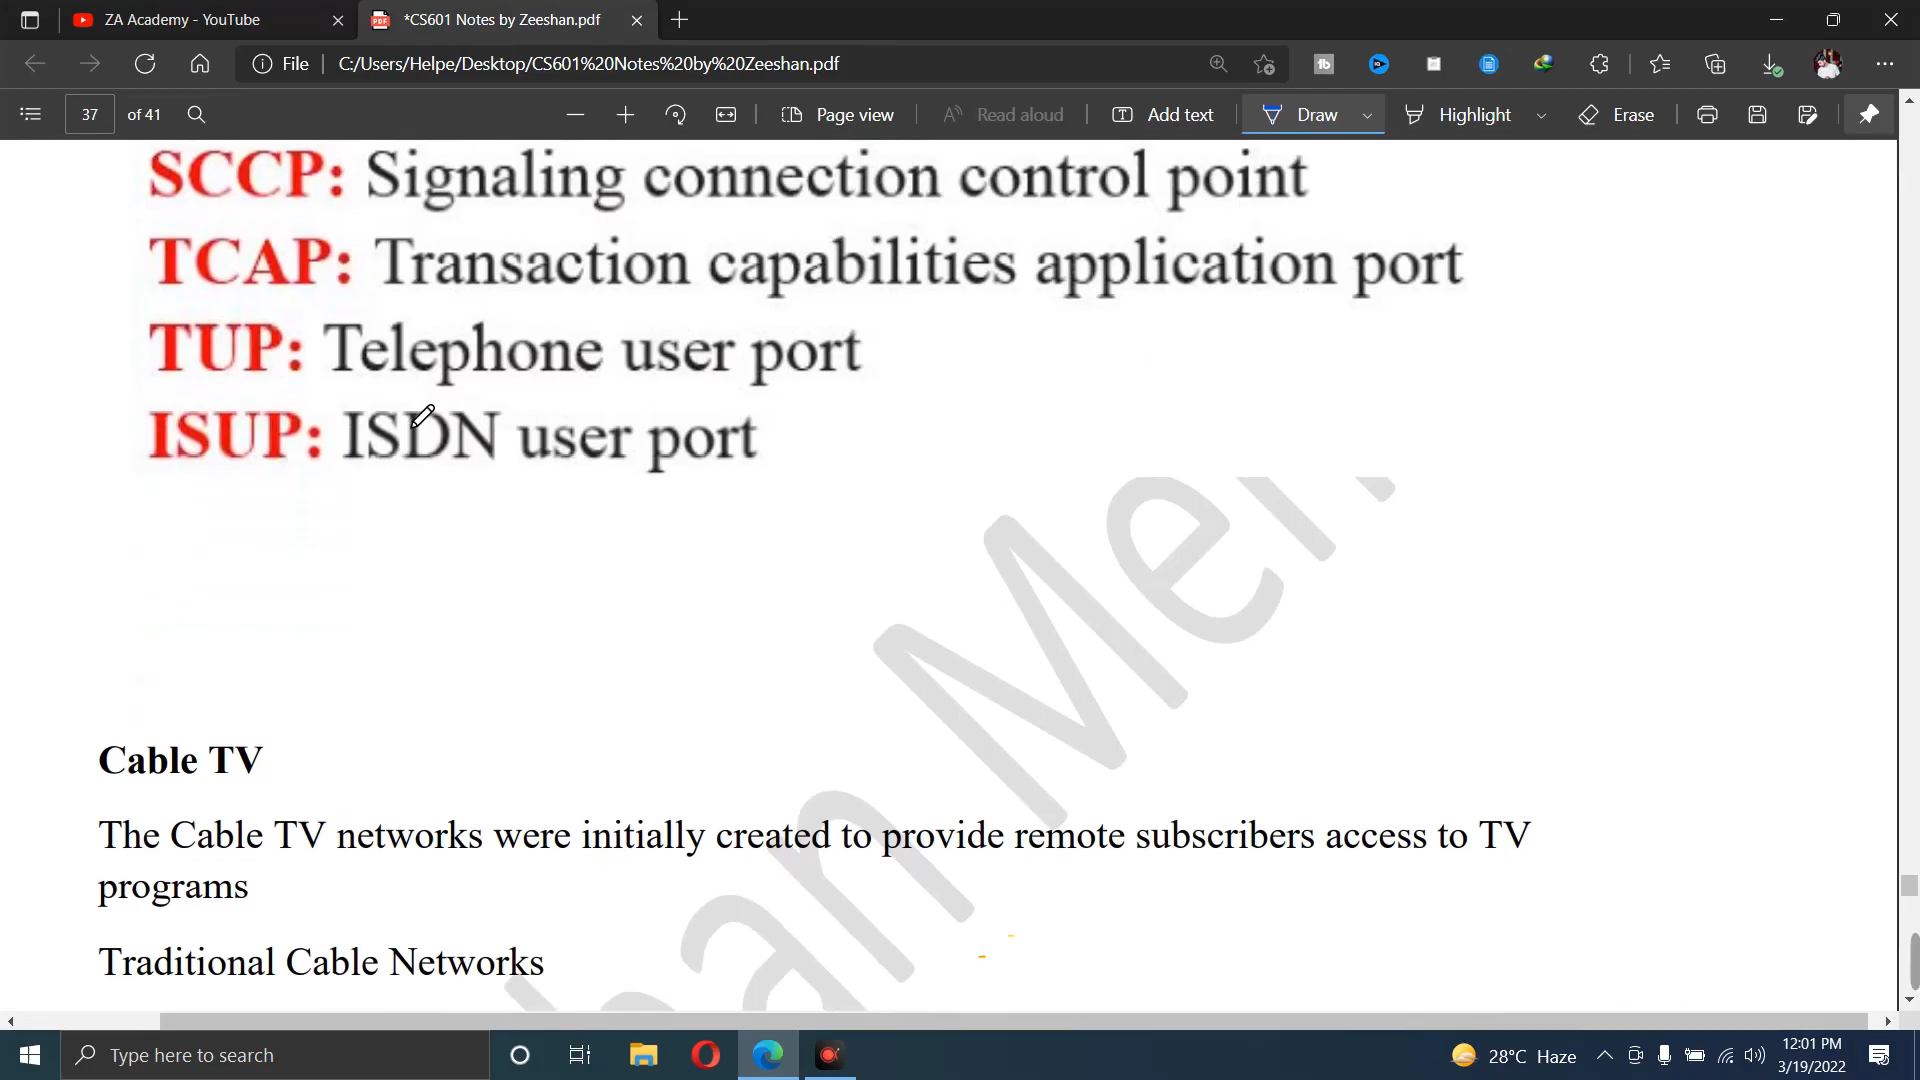 ZA Academy - YouTube
*CS601 Notes by Zeeshan.pdf
File
C:/Users/Helpe/Desktop/CS601%20Notes%20by%20Zeeshan.pdf
37 of 41
Page view
Read aloud
Add text
Draw
Highlight
Erase
SCCP: Signaling connection control point
TCAP: Transaction capabilities application port
TUP: Telephone user port
ISUP: ISDN user port
Cable TV
The Cable TV networks were initially created to provide remote subscribers access to TV
programs
Traditional Cable Networks
Type here to search
28°C Haze
12:01 PM
3/19/2022